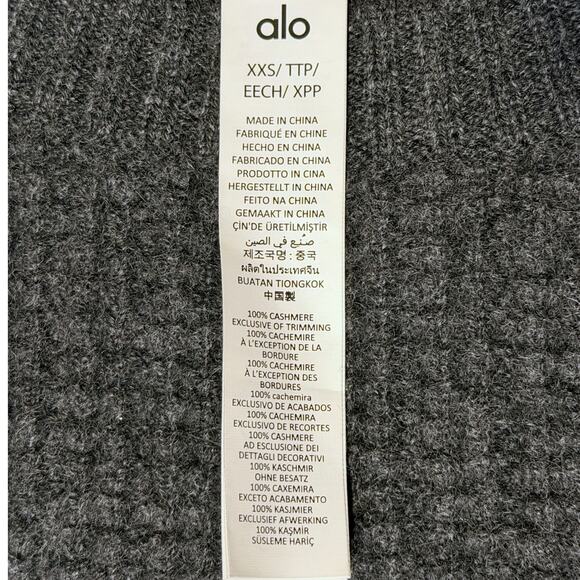 alo
XXS/ TTP/
EECH/ XPP
MADE IN CHINA
FABRIQUÉ EN CHINE
HECHO EN CHINA
FABRICADO EN CHINA
PRODOTTO IN CINA
HERGESTELLT IN CHINA
FEITO NA CHINA
GEMAAKT IN CHINA
ÇİN'DE ÜRETİLMİŞTİR
صُنع في الصين
제조국명 : 중국
ผลิตในประเทศจีน
BUATAN TIONGKOK
中国製
100% CASHMERE
EXCLUSIVE OF TRIMMING
100% CACHEMIRE
À L'EXCEPTION DE LA
BORDURE
100% CACHEMIRE
À L'EXCEPTION DES
BORDURES
100% cachemira
EXCLUSIVO DE ACABADOS
100% CACHEMIRA
EXCLUSIVO DE RECORTES
100% CASHMERE
AD ESCLUSIONE DEI
DETTAGLI DECORATIVI
100% KASCHMIR
OHNE BESATZ
100% CAXEMIRA
EXCETO ACABAMENTO
100% KASJMIER
EXCLUSIEF AFWERKING
100% KAŞMİR
SÜSLEME HARİÇ